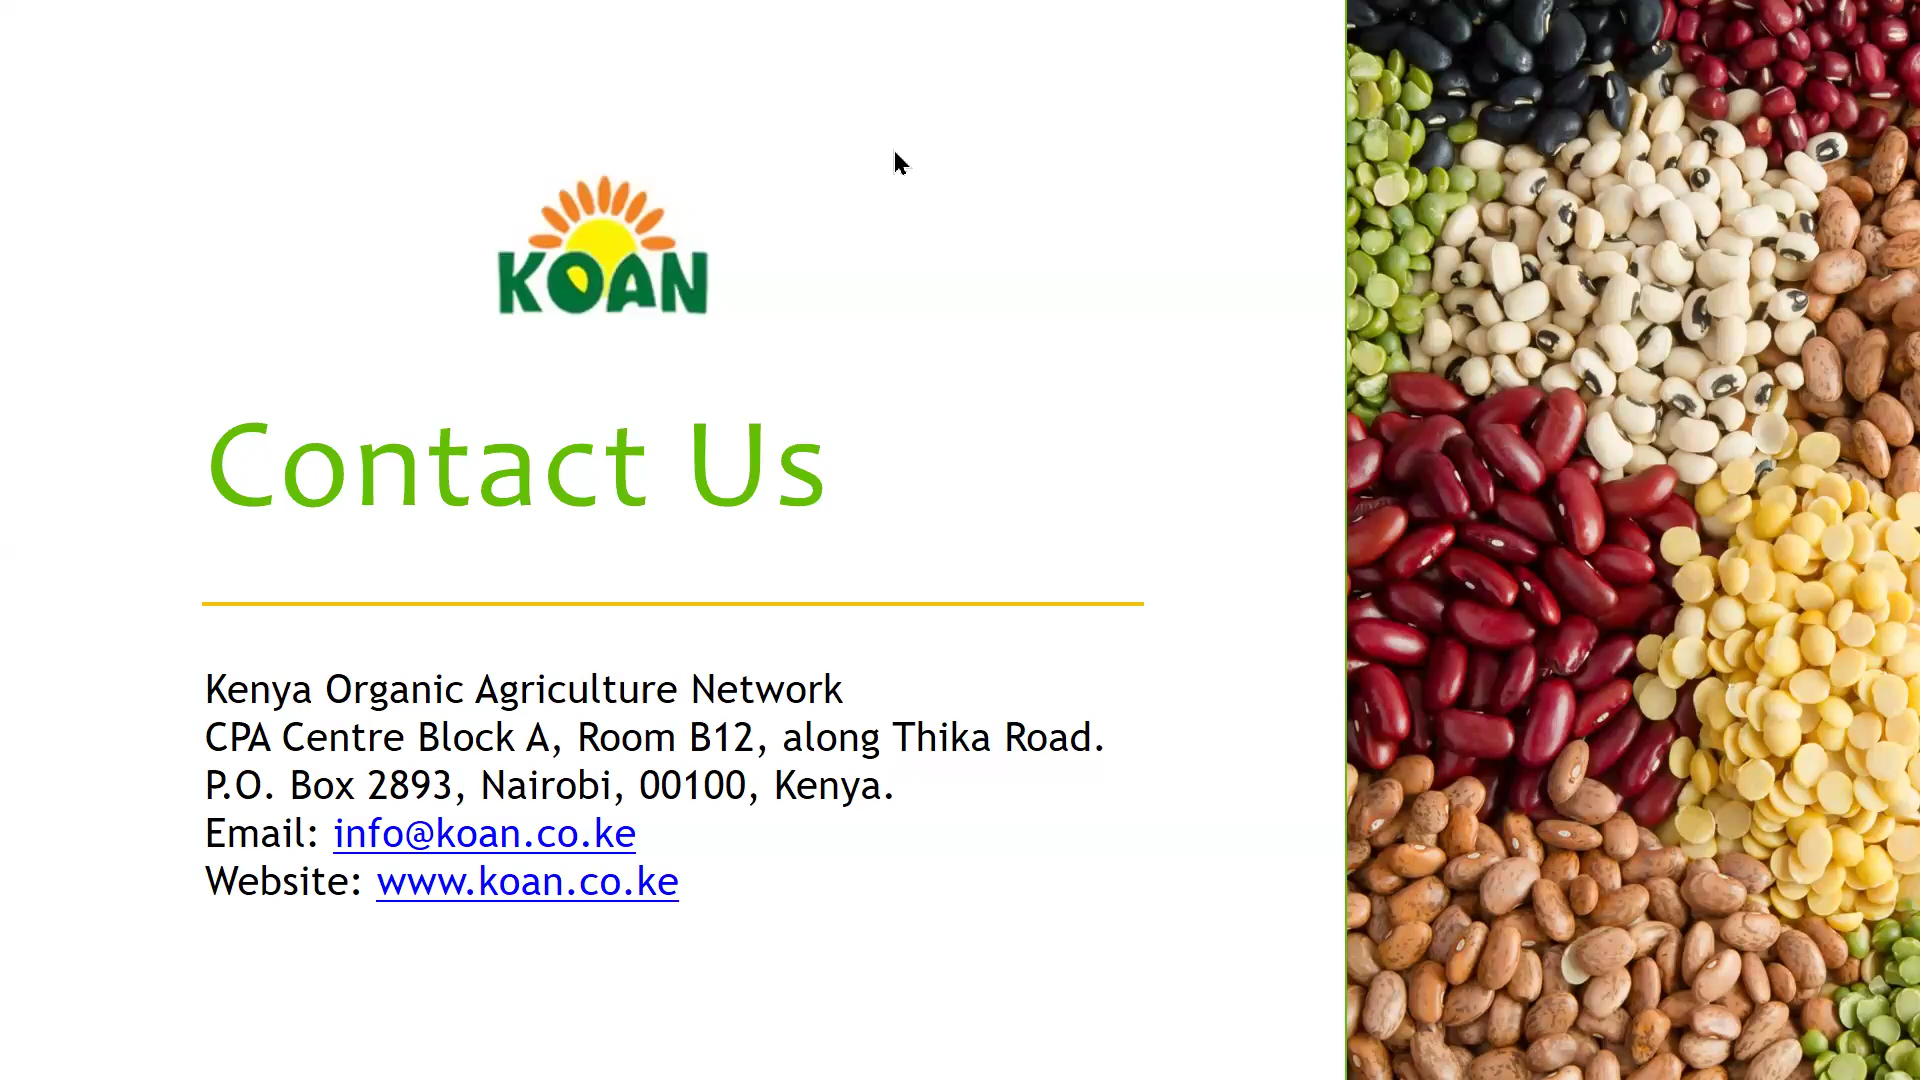 KOAN
Contact Us
Kenya Organic Agriculture Network
CPA Centre Block A, Room B12, along Thika Road.
P.O. Box 2893, Nairobi, 00100, Kenya.
Email: info@koan.co.ke
Website: www.koan.co.ke